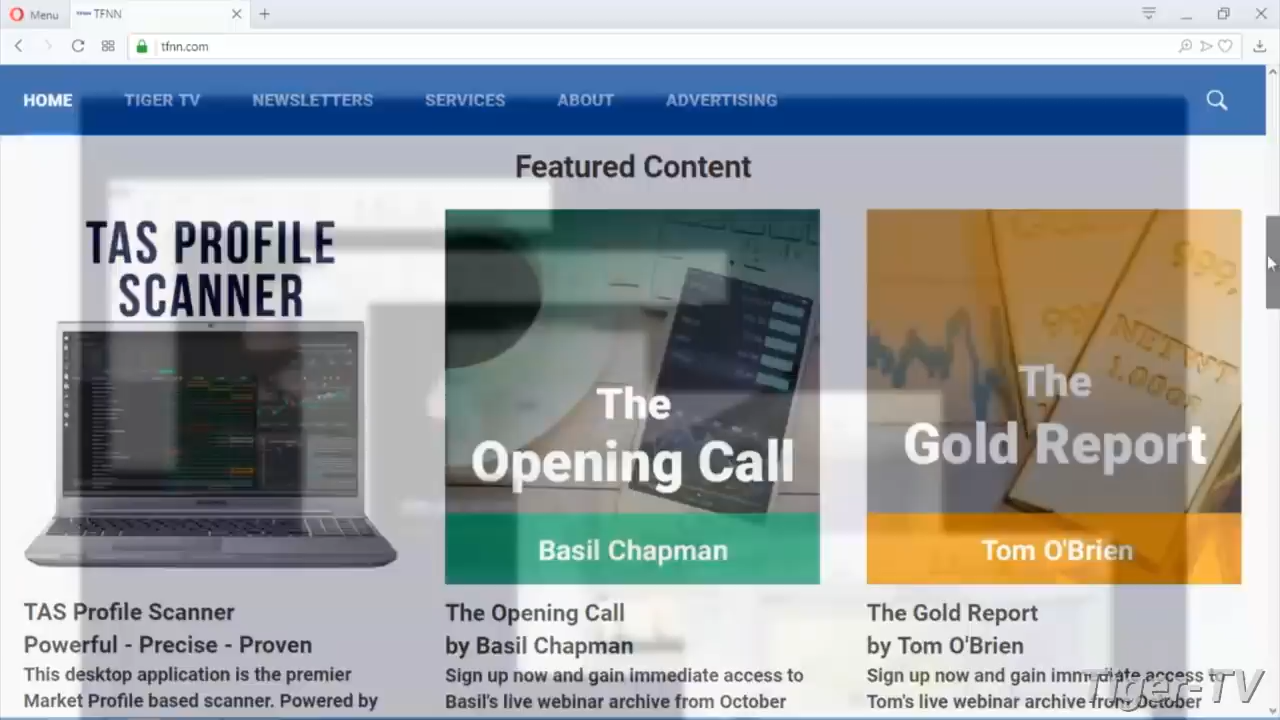 Menu
TFNN
tfnn.com
HOME
TIGER TV
NEWSLETTERS
SERVICES
ABOUT
ADVERTISING
Featured Content
TAS PROFILE
SCANNER
The
Opening Call
Basil Chapman
999,
999
NETWT
The
Gold Report
Tom O'Brien
TAS Profile Scanner
Powerful - Precise - Proven
This desktop application is the premier
Market Profile based scanner. Powered by
The Opening Call
by Basil Chapman
Sign up now and gain immediate access to
Basil's live webinar archive from October
The Gold Report
by Tom O'Brien
Sign up now and gain immediate access to
Tom's live webinar archive from October
Tiger-TV